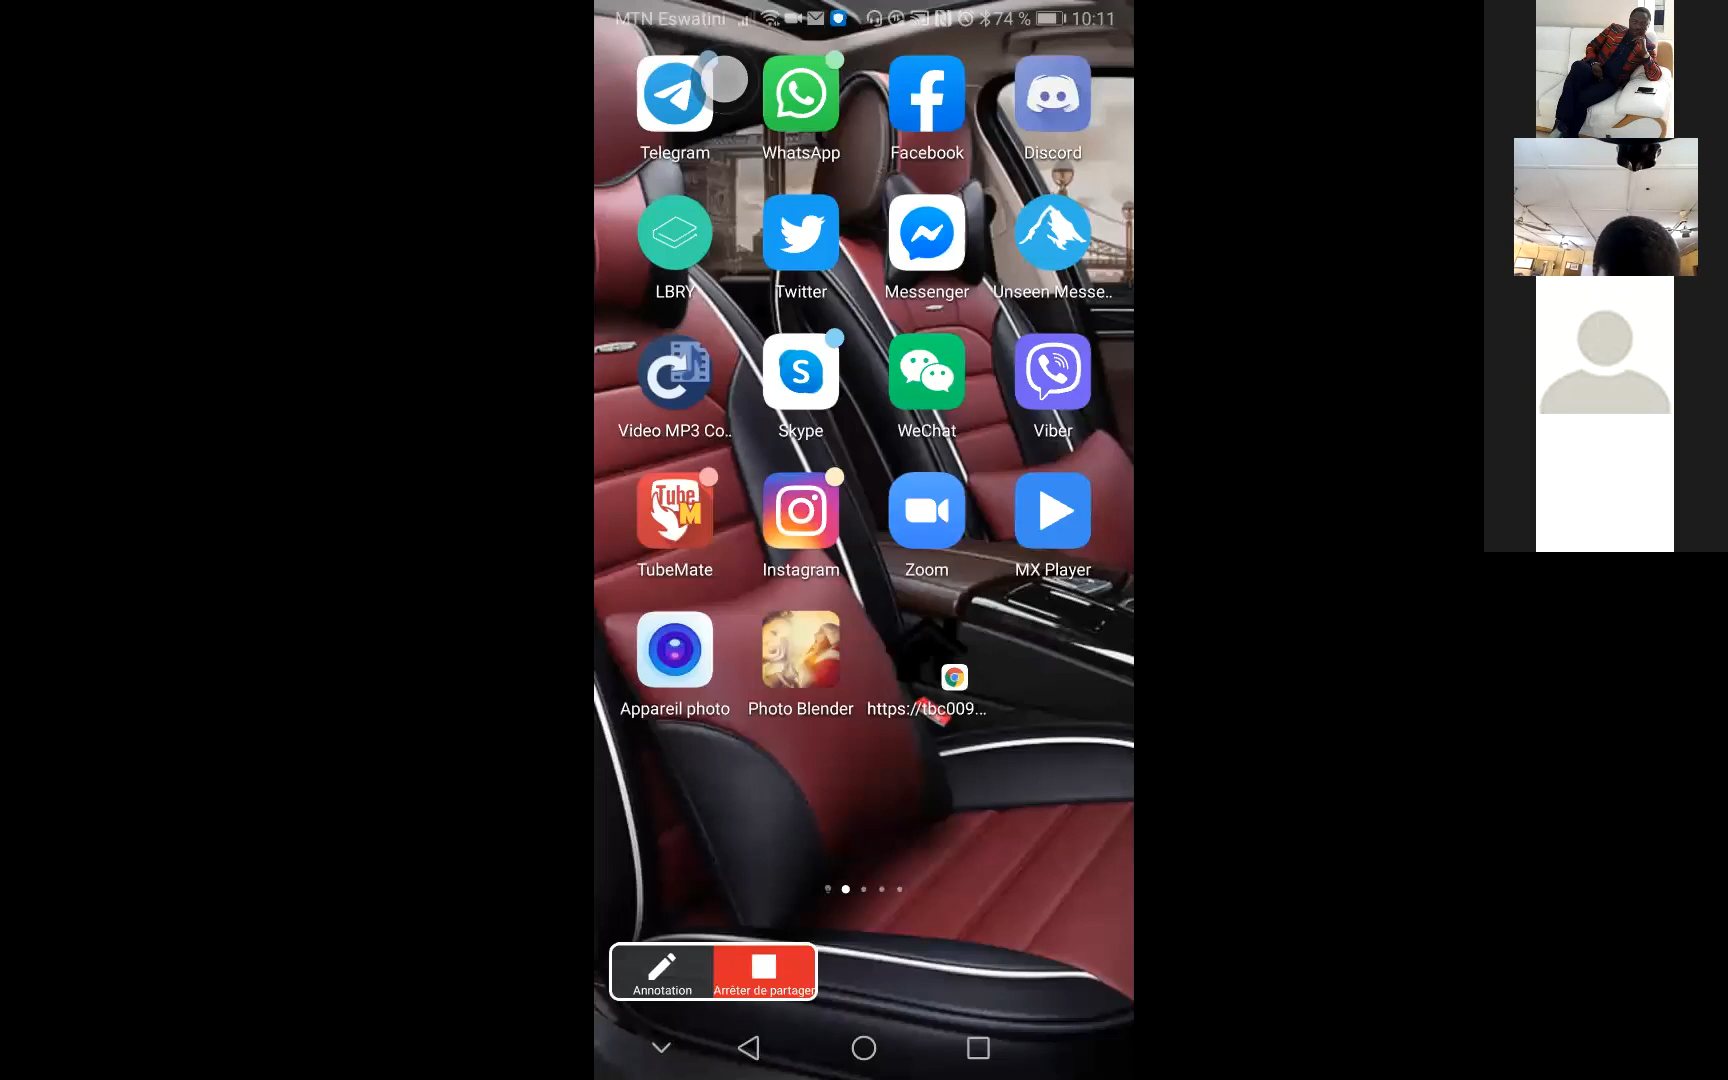 MTN Eswatini 74 % 10:11
Telegram WhatsApp Facebook Discord
LBRY Twitter Messenger Unseen Messe..
Video MP3 Co.. Skype WeChat Viber
Tube
M
TubeMate Instagram Zoom MX Player
Appareil photo Photo Blender https://tbc009...
Annotation Arrêter de partager